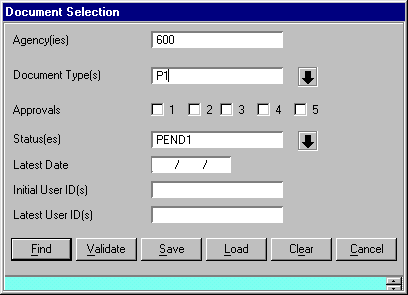 Document Selection
Agency(ies) 600
Document Type(s) P1
Approvals 1 2 3 4 5
Status(es) PEND1
Latest Date / /
Initial User ID(s)
Latest User ID(s)
Find Validate Save Load Clear Cancel